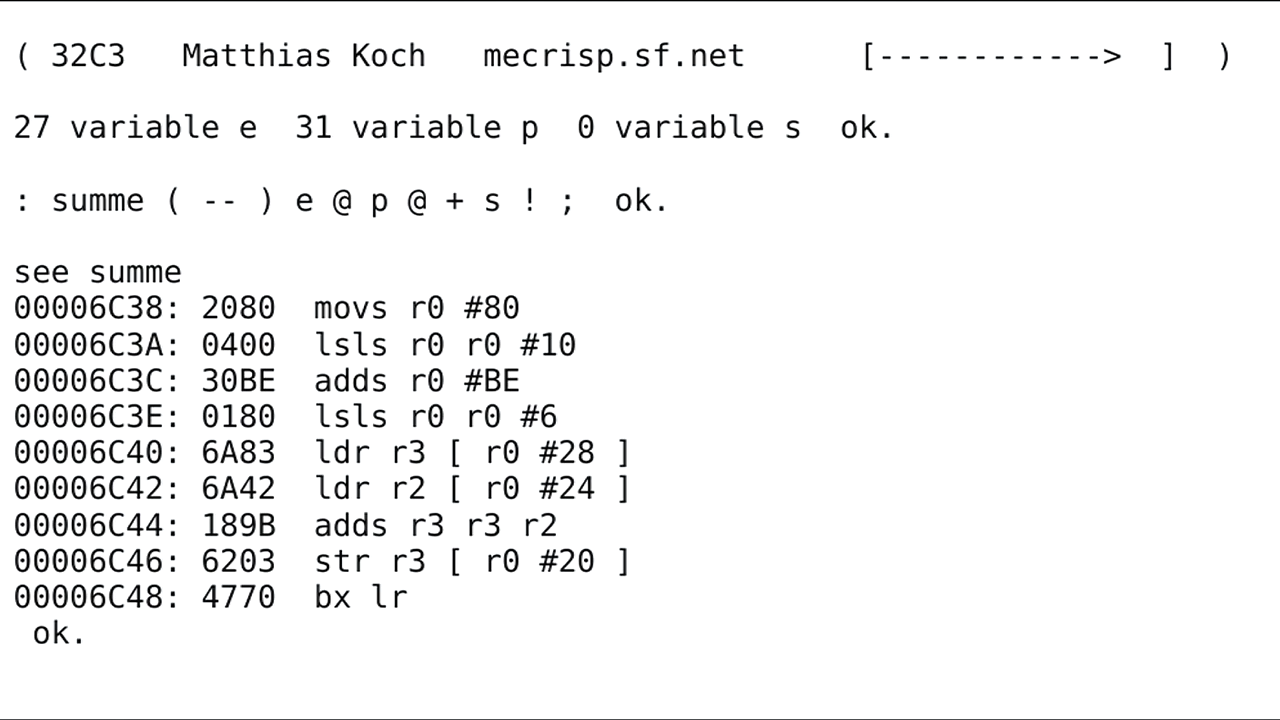 ( 32C3   Matthias Koch   mecrisp.sf.net      [------------>  ]  )
27 variable e  31 variable p  0 variable s  ok.
: summe ( -- ) e @ p @ + s ! ;  ok.
see summe
00006C38: 2080  movs r0 #80
00006C3A: 0400  lsls r0 r0 #10
00006C3C: 30BE  adds r0 #BE
00006C3E: 0180  lsls r0 r0 #6
00006C40: 6A83  ldr r3 [ r0 #28 ]
00006C42: 6A42  ldr r2 [ r0 #24 ]
00006C44: 189B  adds r3 r3 r2
00006C46: 6203  str r3 [ r0 #20 ]
00006C48: 4770  bx lr
 ok.